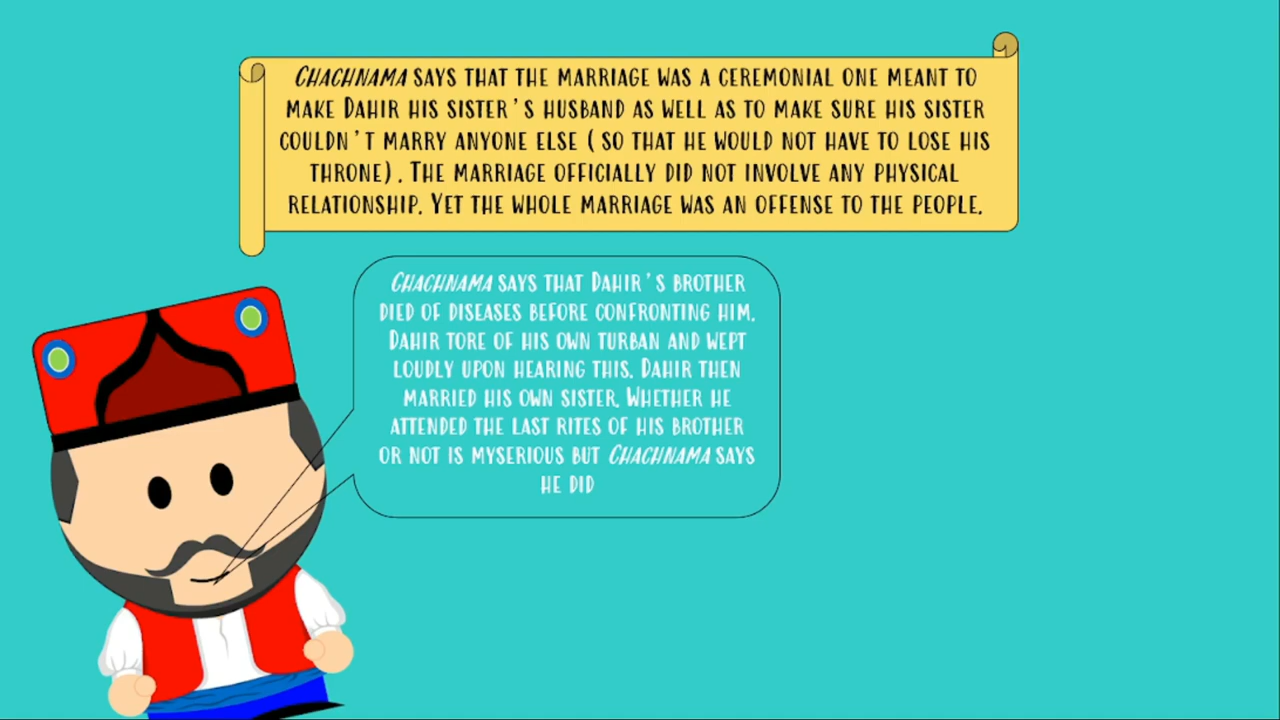 Chachnama says that the marriage was a ceremonial one meant to
make Dahir his sister's husband as well as to make sure his sister
couldn't marry anyone else (so that he would not have to lose his
throne). The marriage officially did not involve any physical
relationship. Yet the whole marriage was an offense to the people.
Chachnama says that Dahir's brother
died of diseases before confronting him.
Dahir tore of his own turban and wept
loudly upon hearing this. Dahir then
married his own sister. Whether he
attended the last rites of his brother
or not is myserious but Chachnama says
he did